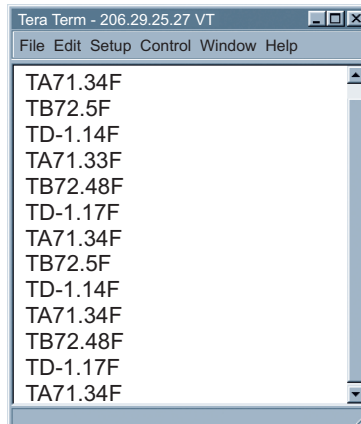 Tera Term - 206.29.25.27 VT
File Edit Setup Control Window Help
TA71.34F
TB72.5F
TD-1.14F
TA71.33F
TB72.48F
TD-1.17F
TA71.34F
TB72.5F
TD-1.14F
TA71.34F
TB72.48F
TD-1.17F
TA71.34F